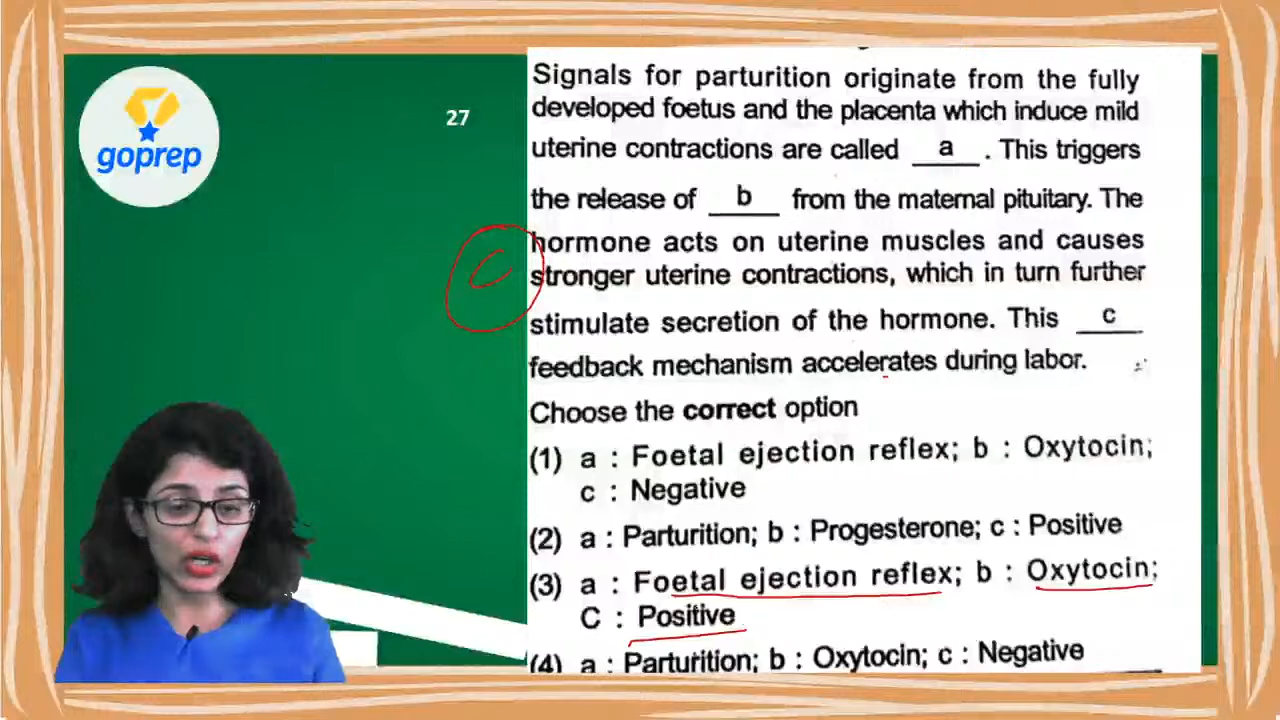 goprep
27
Signals for parturition originate from the fully
developed foetus and the placenta which induce mild
uterine contractions are called a . This triggers
the release of b from the maternal pituitary. The
hormone acts on uterine muscles and causes
stronger uterine contractions, which in turn further
stimulate secretion of the hormone. This c
feedback mechanism accelerates during labor.
Choose the correct option
(1) a : Foetal ejection reflex; b : Oxytocin;
c : Negative
(2) a : Parturition; b : Progesterone; c : Positive
(3) a : Foetal ejection reflex; b : Oxytocin;
C : Positive
(4) a : Parturition; b : Oxytocin; c : Negative